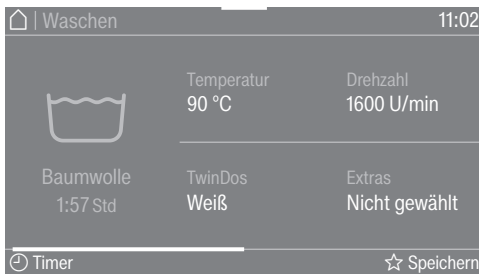 | Waschen
11:02
Temperatur
90 °C
Drehzahl
1600 U/min
Baumwolle
1:57 Std
TwinDos
Weiß
Extras
Nicht gewählt
Timer
Speichern